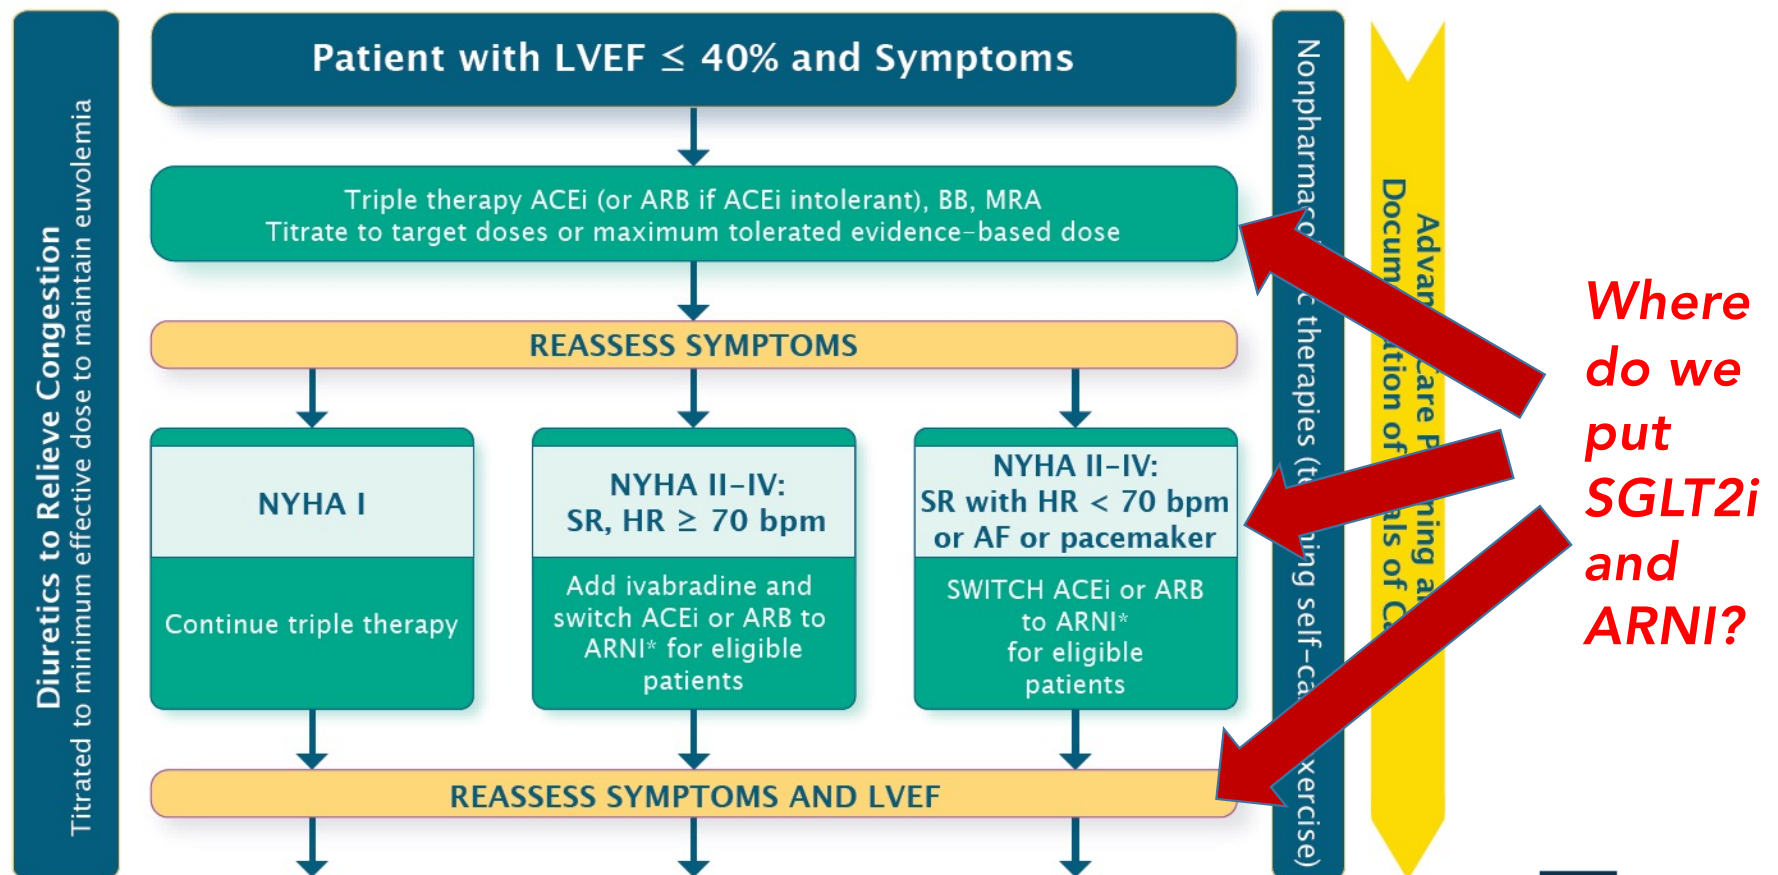 Diuretics to Relieve Congestion
Titrated to minimum effective dose to maintain euvolemia
Patient with LVEF ≤ 40% and Symptoms
Triple therapy ACEi (or ARB if ACEi intolerant), BB, MRA
Titrate to target doses or maximum tolerated evidence-based dose
REASSESS SYMPTOMS
NYHA I
Continue triple therapy
NYHA II-IV:
SR, HR ≥ 70 bpm
Add ivabradine and
switch ACEi or ARB to
ARNI* for eligible
patients
NYHA II-IV:
SR with HR < 70 bpm
or AF or pacemaker
SWITCH ACEi or ARB
to ARNI*
for eligible
patients
REASSESS SYMPTOMS AND LVEF
therapies exercise)
Care
of of
Where
do we
put
SGLT2i
and
ARNI?